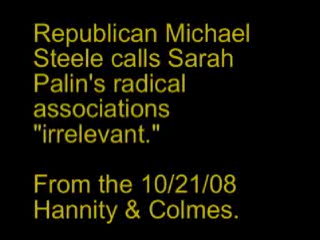 Republican Michael
Steele calls Sarah
Palin's radical
associations
"irrelevant."
From the 10/21/08
Hannity & Colmes.